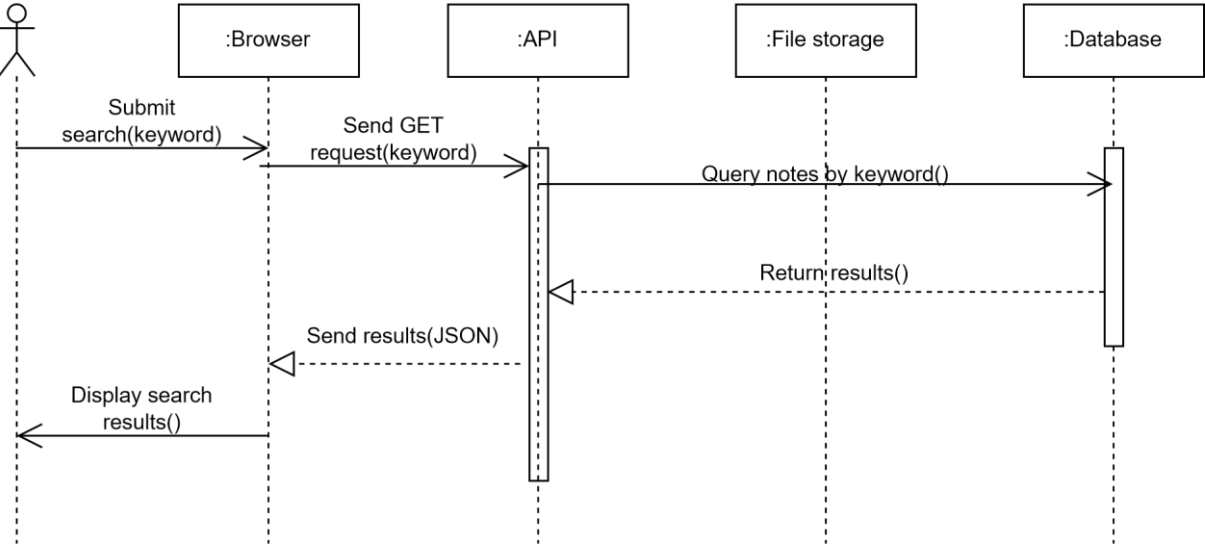 :Browser
:API
:File storage
:Database
Submit
search(keyword)
Send GET
request(keyword)
Query notes by keyword()
Return results()
Send results(JSON)
Display search
results()